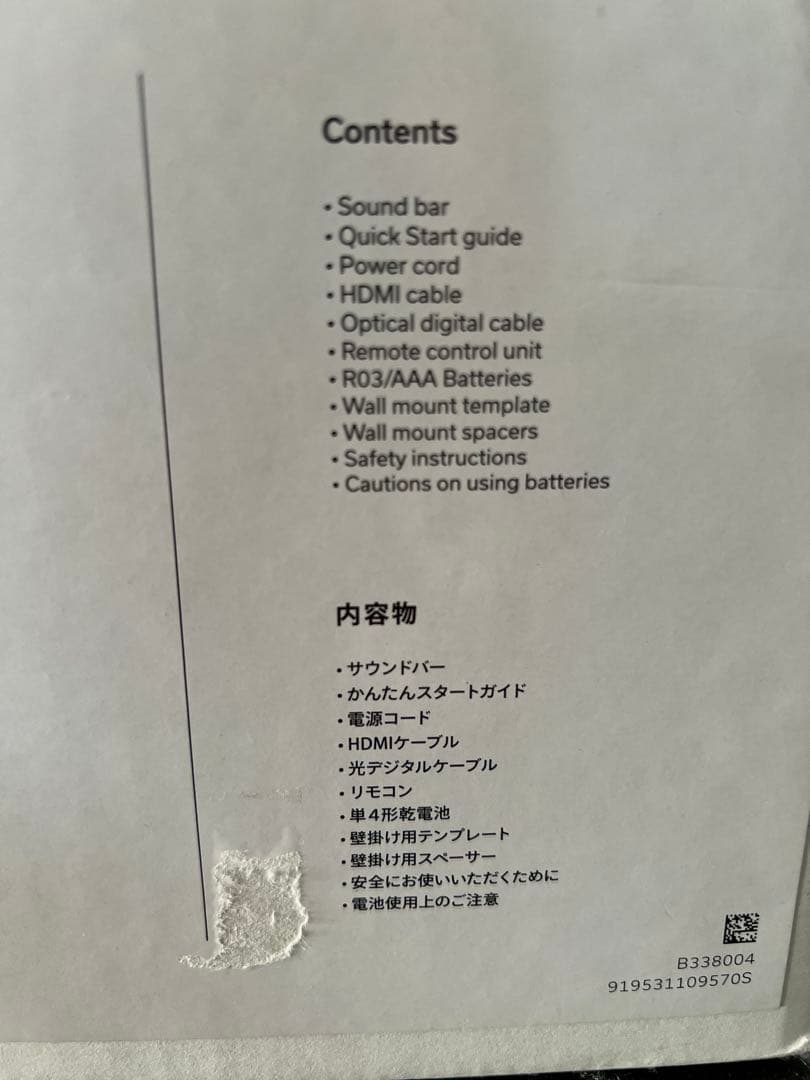 Contents
• Sound bar
• Quick Start guide
• Power cord
• HDMI cable
• Optical digital cable
• Remote control unit
• R03/AAA Batteries
• Wall mount template
• Wall mount spacers
• Safety instructions
• Cautions on using batteries
内容物
• サウンドバー
• かんたんスタートガイド
• 電源コード
• HDMIケーブル
• 光デジタルケーブル
• リモコン
• 単4形乾電池
• 壁掛け用テンプレート
• 壁掛け用スペーサー
• 安全にお使いいただくために
• 電池使用上のご注意
B338004
919531109570S